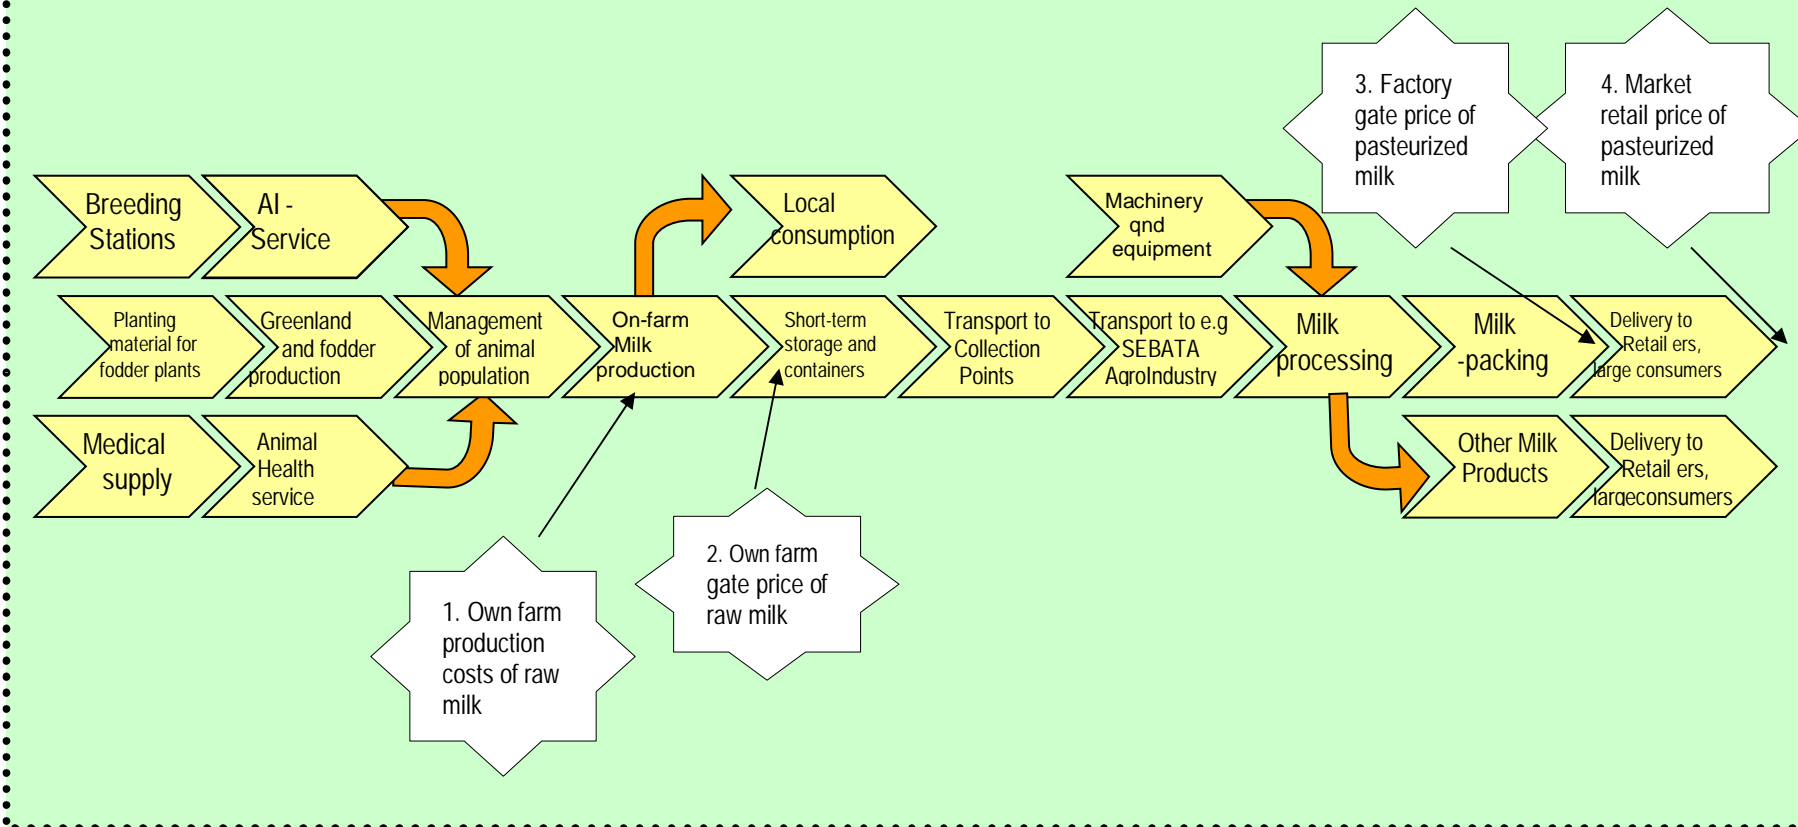 3. Factory
gate price of
pasteurized
milk
4. Market
retail price of
pasteurized
milk
Breeding
Stations
AI -
Service
Local
consumption
Machinery
qnd
equipment
Planting
material for
fodder plants
Greenland
and fodder
production
Management
of animal
population
On-farm
Milk
production
Short-term
storage and
containers
Transport to
Collection
Points
Transport to e.g
SEBATA
AgroIndustry
Milk
processing
Milk
-packing
Delivery to
Retail ers,
large consumers
Medical
supply
Animal
Health
service
Other Milk
Products
Delivery to
Retail ers,
largeconsumers
1. Own farm
production
costs of raw
milk
2. Own farm
gate price of
raw milk